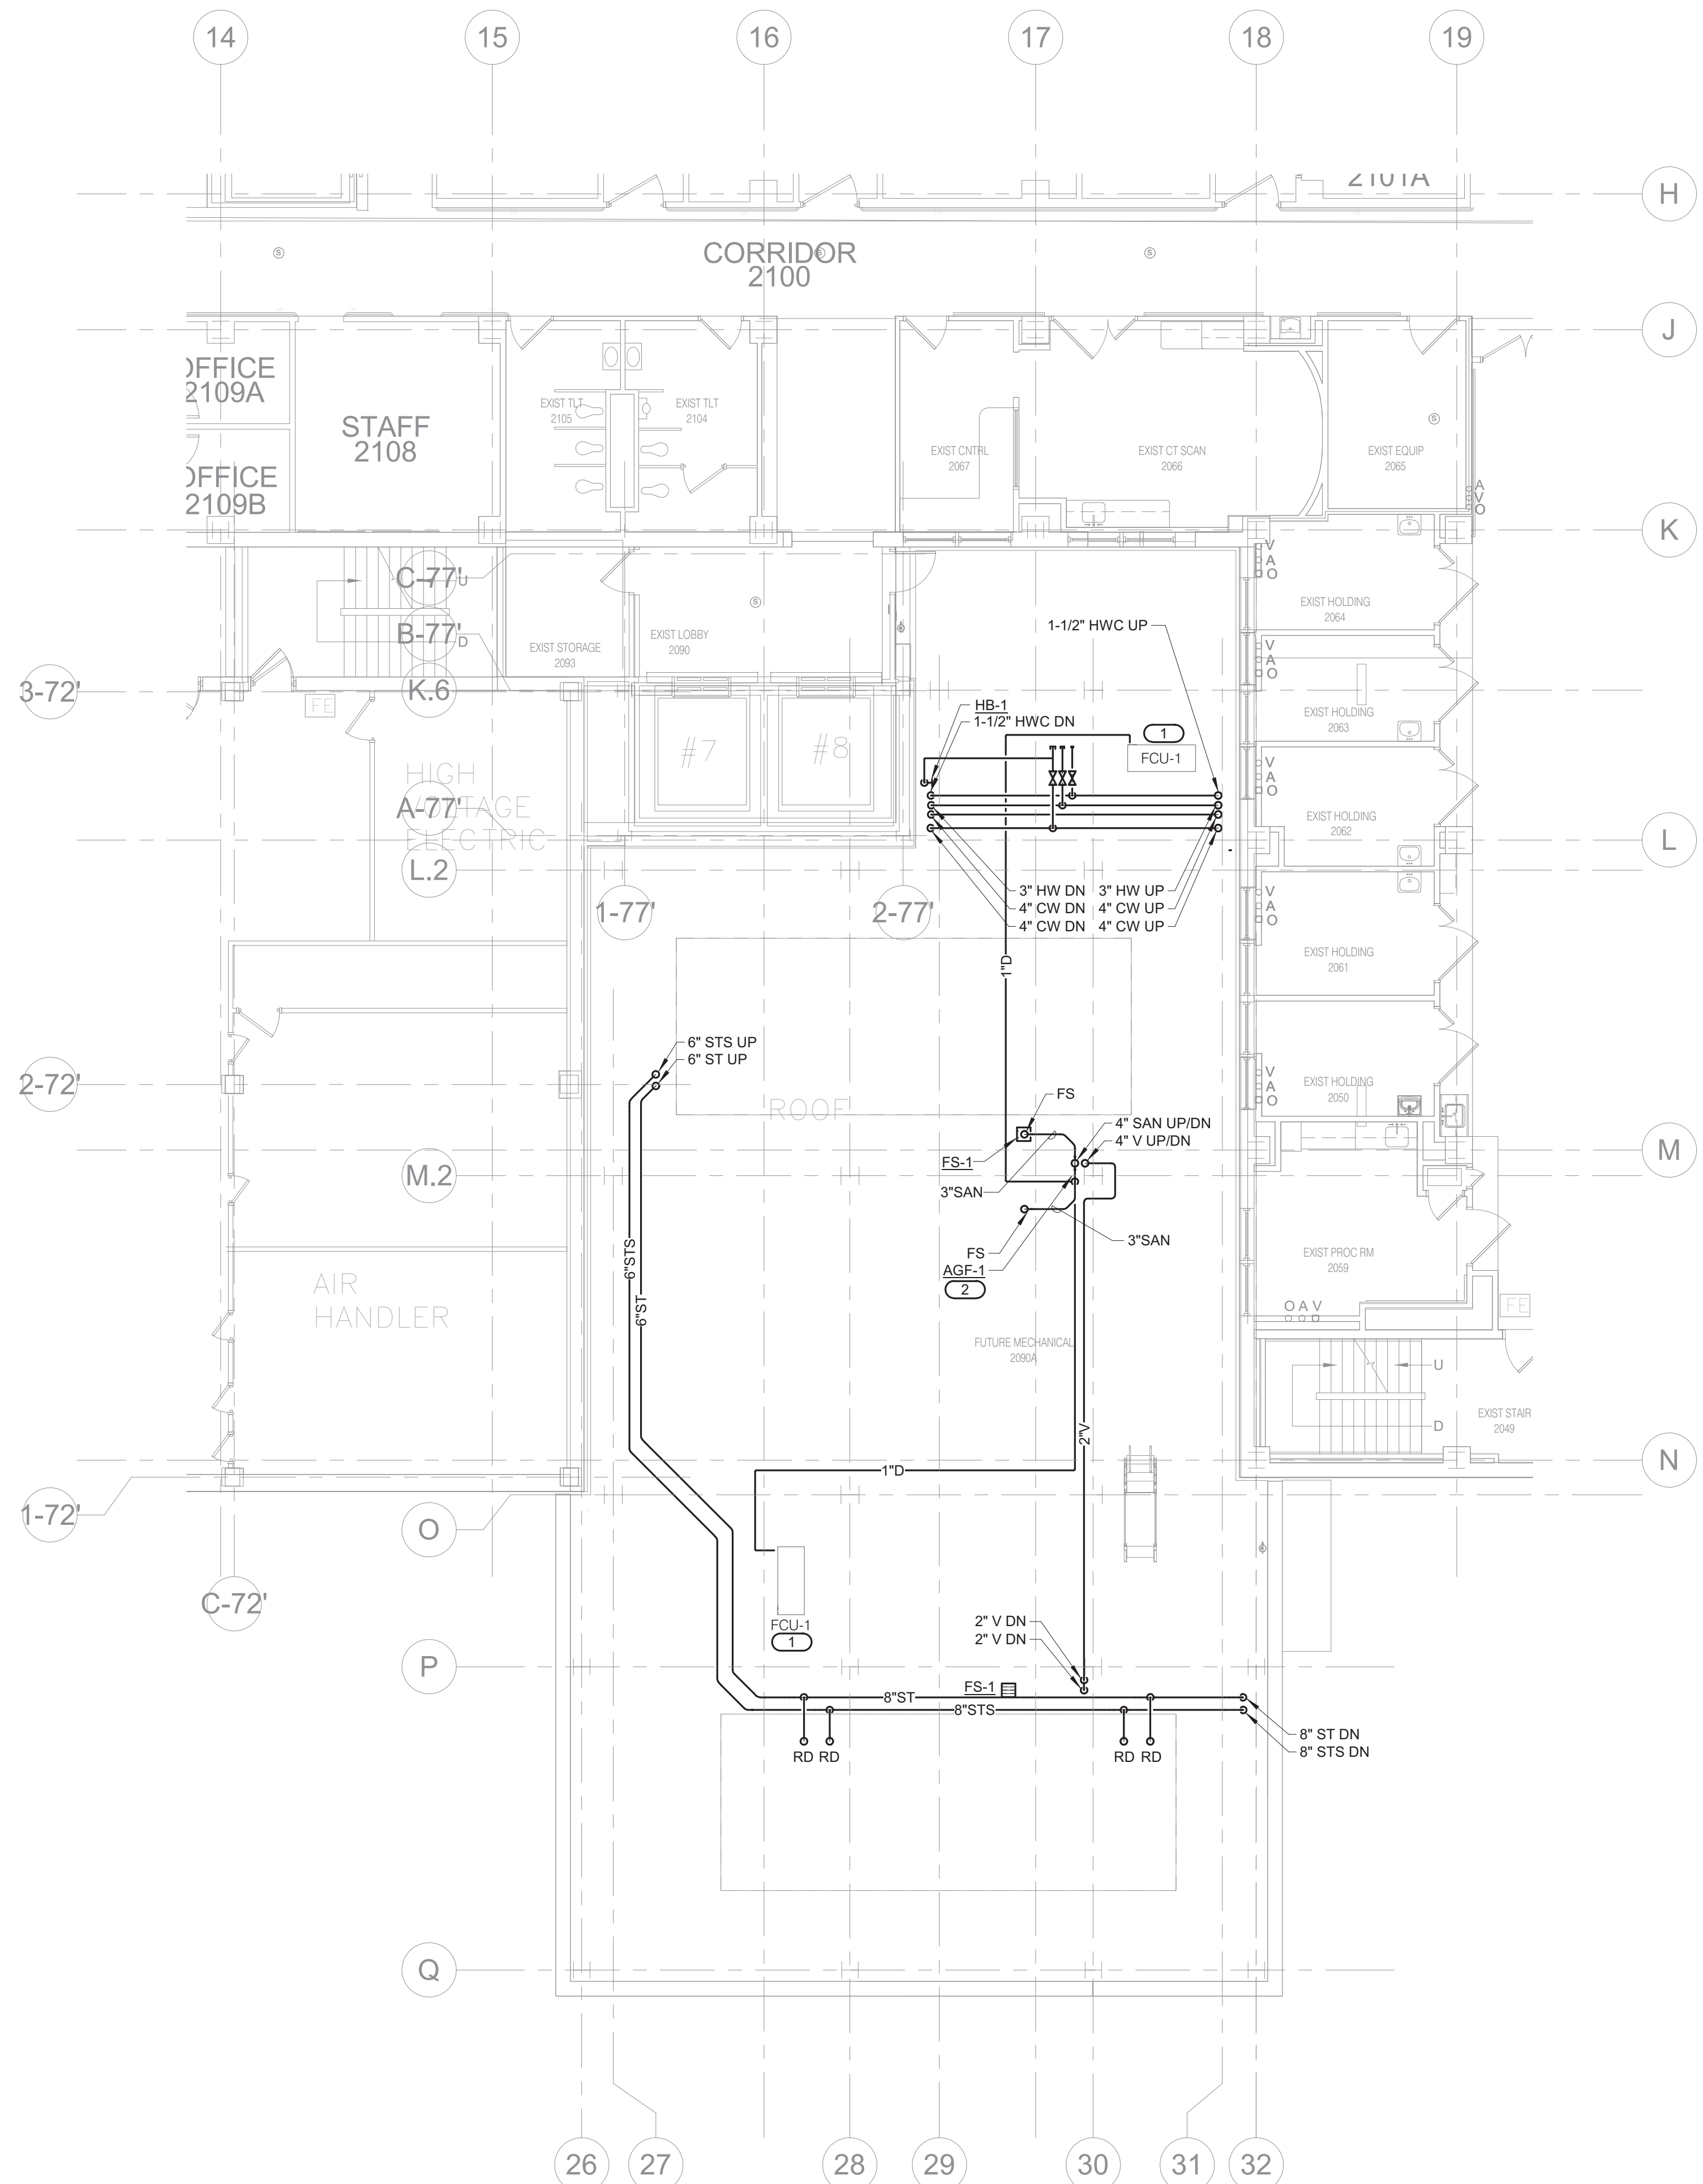 14 15 16 17 18 19
H
2101A
S S S
CORRIDOR
2100
J
OFFICE
2109A
STAFF
2108
OFFICE
2109B
EXIST TLT
2105
EXIST TLT
2104
EXIST CNTRL
2067
EXIST CT SCAN
2066
EXIST EQUIP
2065
S
A
V
O
K
C-77'
U
B-77'
D
K.6
3-72'
EXIST STORAGE
2093
EXIST LOBBY
2090
S
V
A
O
EXIST HOLDING
2064
1-1/2" HWC UP
V
A
O
EXIST HOLDING
2063
FE
#7
#8
HB-1
1-1/2" HWC DN
1
FCU-1
HIGH
VOLTAGE
ELECTRIC
A-77'
L.2
V
A
O
EXIST HOLDING
2062
L
1-77'
2-77'
3" HW DN
4" CW DN
4" CW DN
3" HW UP
4" CW UP
4" CW UP
V
A
O
EXIST HOLDING
2061
1"D
2-72'
6" STS UP
6" ST UP
ROOF
V
A
O
EXIST HOLDING
2050
FS
4" SAN UP/DN
4" V UP/DN
FS-1
3"SAN
M
M.2
3"SAN
FS
AGF-1
2
6"STS
6"ST
EXIST PROC RM
2059
O A V
FE
AIR
HANDLER
FUTURE MECHANICAL
2090A
U
D
EXIST STAIR
2049
2"V
1"D
N
1-72'
O
C-72'
FCU-1
1
2" V DN
2" V DN
P
FS-1
8"ST
8"STS
8" ST DN
8" STS DN
RD RD
RD RD
Q
26 27 28 29 30 31 32